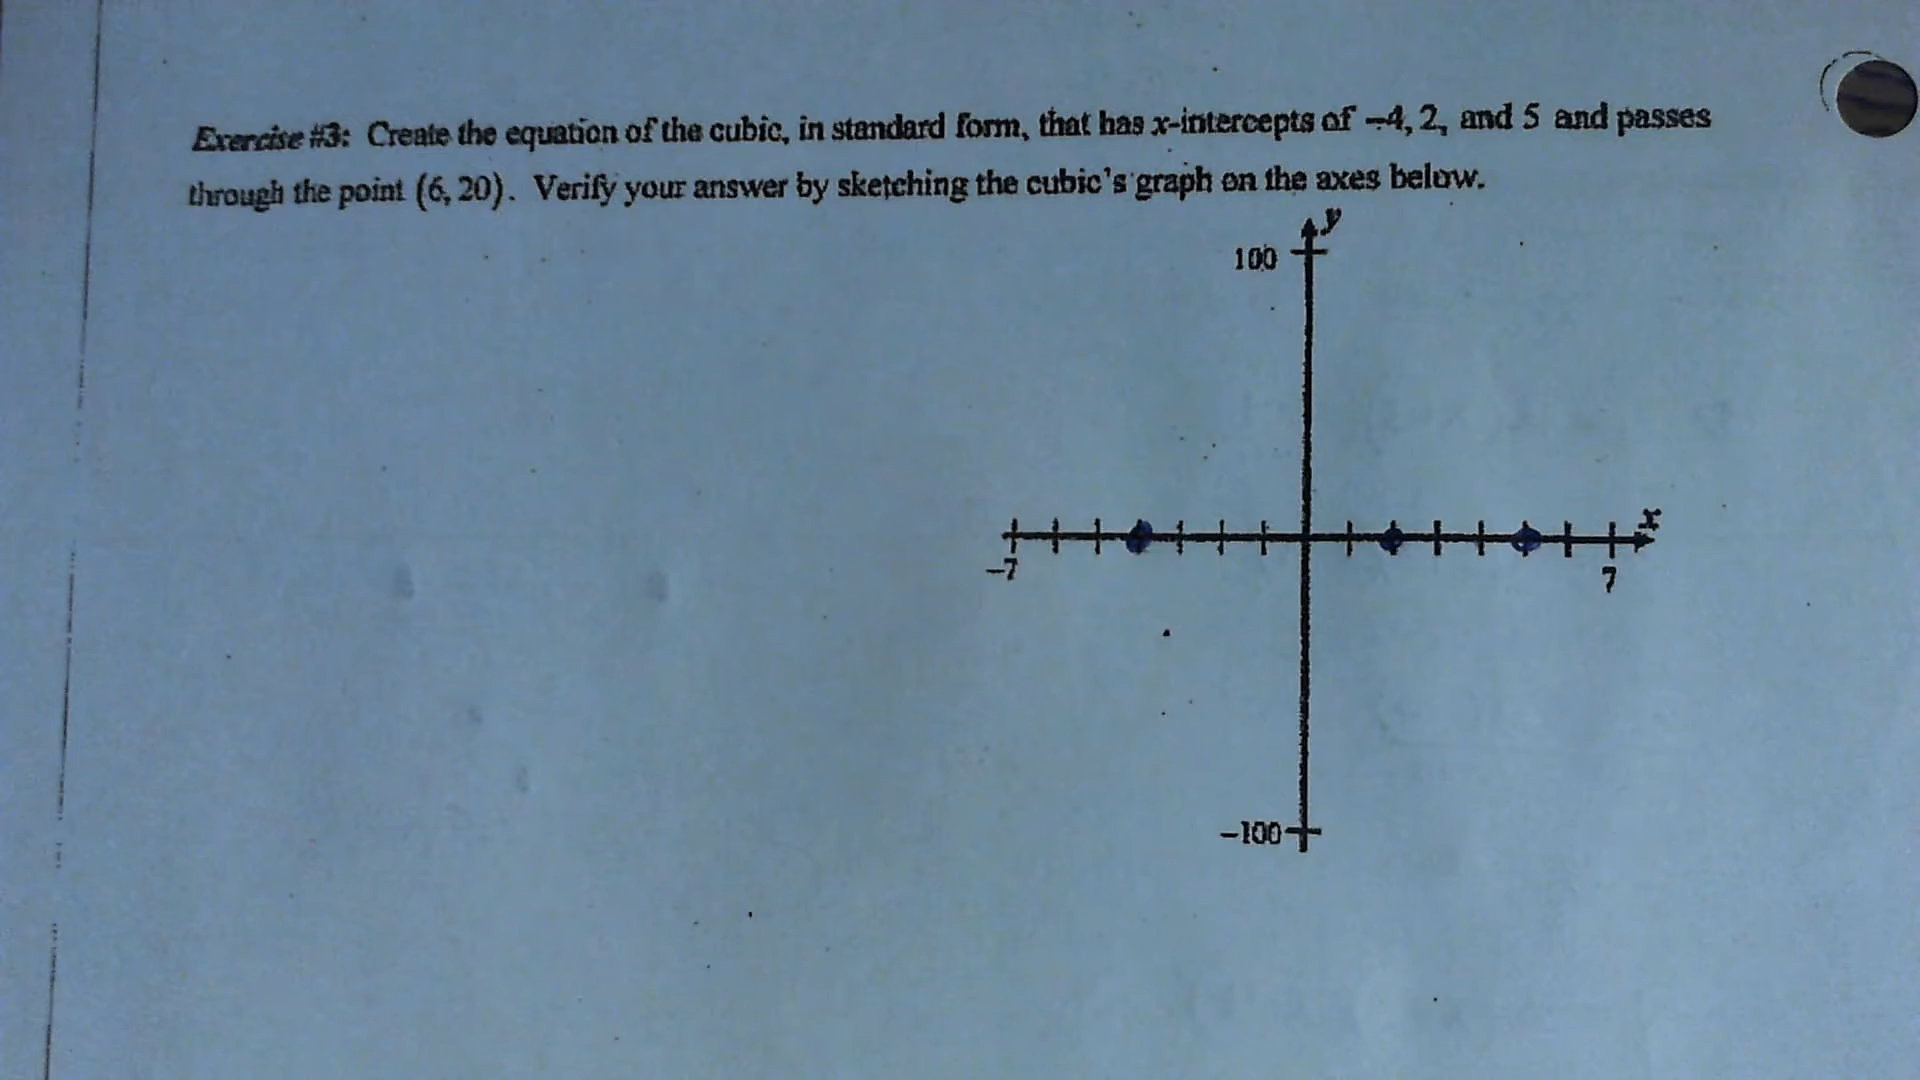 Exercise #3: Create the equation of the cubic, in standard form, that has x-intercepts of −4, 2, and 5 and passes
through the point (6, 20). Verify your answer by sketching the cubic's graph on the axes below.
y
100
x
−7
7
−100